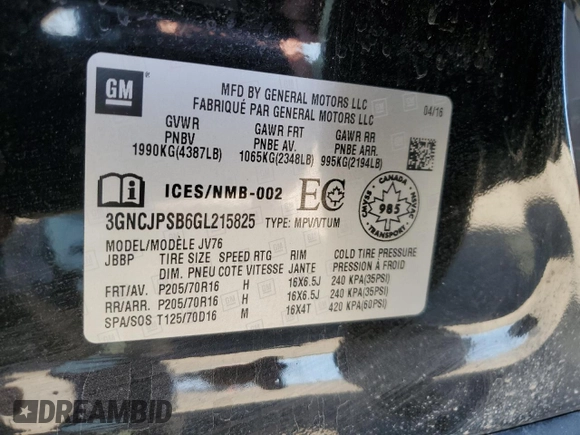 GM
MFD BY GENERAL MOTORS LLC
FABRIQUÉ PAR GENERAL MOTORS LLC
04/16
GVWR GAWR FRT GAWR RR
PNBV PNBE AV. PNBE ARR.
1990KG(4387LB) 1065KG(2348LB) 995KG(2194LB)
ICES/NMB-002 EC
CMVSS NSVAC 985 CANADA
3GNCJPSB6GL215825 TYPE: MPV/VTUM
MODEL/MODÈLE JV76
JBBP TIRE SIZE SPEED RTG RIM COLD TIRE PRESSURE
DIM. PNEU COTE VITESSE JANTE PRESSION À FROID
FRT/AV. P205/70R16 H 16X6.5J 240 KPA(35PSI)
RR/ARR. P205/70R16 H 16X6.5J 240 KPA(35PSI)
SPA/SOS T125/70D16 M 16X4T 420 KPA(60PSI)
DREAMBID